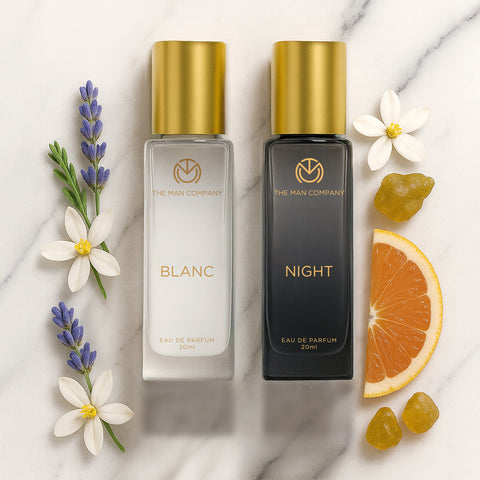 THE MAN COMPANY
BLANC
EAU DE PARFUM
20ml
THE MAN COMPANY
NIGHT
EAU DE PARFUM
20ml